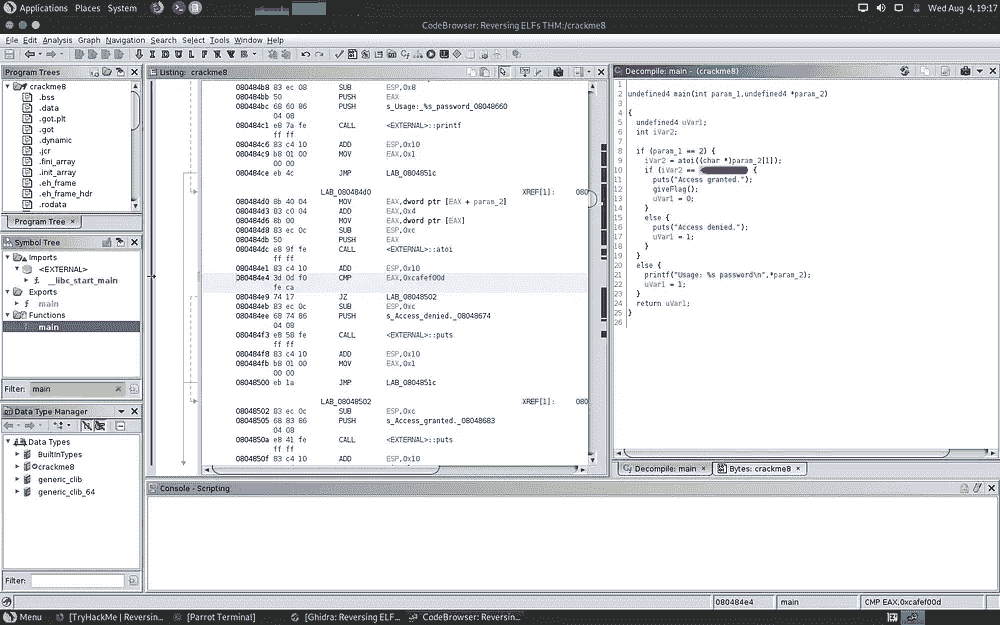 Applications Places System
Wed Aug 4, 19:17
CodeBrowser: Reversing ELFs THM:/crackme8
File Edit Analysis Graph Navigation Search Select Tools Window Help
Program Trees
crackme8
.bss
.data
.got.plt
.got
.dynamic
.jcr
.fini_array
.init_array
.eh_frame
.eh_frame_hdr
.rodata
Program Tree ×
Symbol Tree
Imports
<EXTERNAL>
__libc_start_main
Exports
f main
Functions
f main
Filter: main
Data Type Manager
Data Types
BuiltInTypes
crackme8
generic_clib
generic_clib_64
Filter:
Listing: crackme8
080484b8 83 ec 08 SUB ESP,0x8
080484bb 50 PUSH EAX
080484bc 68 60 86 PUSH s_Usage:_%s_password_08048660
04 08
080484c1 e8 7a fe CALL <EXTERNAL>::printf
ff ff
080484c6 83 c4 10 ADD ESP,0x10
080484c9 b8 01 00 MOV EAX,0x1
00 00
080484ce eb 4c JMP LAB_0804851c
LAB_080484d0 XREF[1]: 080
080484d0 8b 40 04 MOV EAX,dword ptr [EAX + param_2]
080484d3 83 c0 04 ADD EAX,0x4
080484d6 8b 00 MOV EAX,dword ptr [EAX]
080484d8 83 ec 0c SUB ESP,0xc
080484db 50 PUSH EAX
080484dc e8 9f fe CALL <EXTERNAL>::atoi
ff ff
080484e1 83 c4 10 ADD ESP,0x10
080484e4 3d 0d f0 CMP EAX,0xcafef00d
fe ca
080484e9 74 17 JZ LAB_08048502
080484eb 83 ec 0c SUB ESP,0xc
080484ee 68 74 86 PUSH s_Access_denied._08048674
04 08
080484f3 e8 58 fe CALL <EXTERNAL>::puts
ff ff
080484f8 83 c4 10 ADD ESP,0x10
080484fb b8 01 00 MOV EAX,0x1
00 00
08048500 eb 1a JMP LAB_0804851c
LAB_08048502 XREF[1]: 080
08048502 83 ec 0c SUB ESP,0xc
08048505 68 83 86 PUSH s_Access_granted._08048683
04 08
0804850a e8 41 fe CALL <EXTERNAL>::puts
ff ff
0804850f 83 c4 10 ADD ESP,0x10
Decompile: main - (crackme8)
1
2 undefined4 main(int param_1,undefined4 *param_2)
3
4 {
5 undefined4 uVar1;
6 int iVar2;
7
8 if (param_1 == 2) {
9 iVar2 = atoi((char *)param_2[1]);
10 if (iVar2 == {
11 puts("Access granted.");
12 giveFlag();
13 uVar1 = 0;
14 }
15 else {
16 puts("Access denied.");
17 uVar1 = 1;
18 }
19 }
20 else {
21 printf("Usage: %s password\n",*param_2);
22 uVar1 = 1;
23 }
24 return uVar1;
25 }
26
Decompile: main × Bytes: crackme8 ×
Console - Scripting
080484e4 main CMP EAX,0xcafef00d
Menu [TryHackMe | Reversin... [Parrot Terminal] [Ghidra: Reversing ELF... CodeBrowser: Reversin...